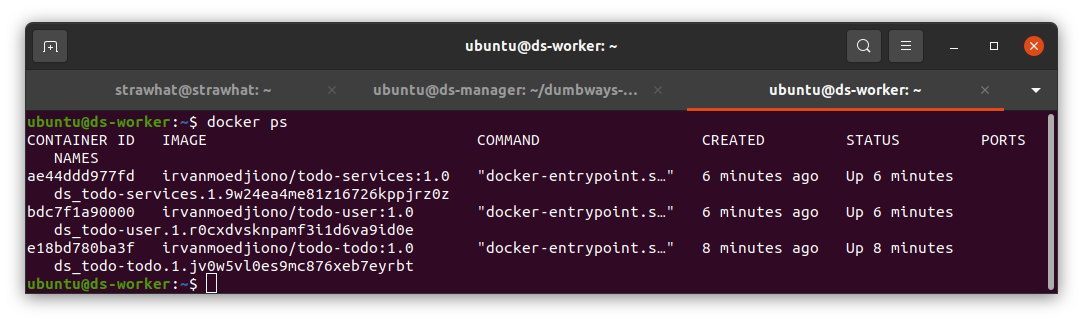 ubuntu@ds-worker: ~
strawhat@strawhat: ~ × ubuntu@ds-manager: ~/dumbways-... × ubuntu@ds-worker: ~ ×
ubuntu@ds-worker:~$ docker ps
CONTAINER ID   IMAGE                              COMMAND                  CREATED         STATUS         PORTS
   NAMES
ae44ddd977fd   irvanmoedjiono/todo-services:1.0   "docker-entrypoint.s…"   6 minutes ago   Up 6 minutes
   ds_todo-services.1.9w24ea4me81z16726kppjrz0z
bdc7f1a90000   irvanmoedjiono/todo-user:1.0       "docker-entrypoint.s…"   6 minutes ago   Up 6 minutes
   ds_todo-user.1.r0cxdvsknpamf3i1d6va9id0e
e18bd780ba3f   irvanmoedjiono/todo-todo:1.0       "docker-entrypoint.s…"   8 minutes ago   Up 8 minutes
   ds_todo-todo.1.jv0w5vl0es9mc876xeb7eyrbt
ubuntu@ds-worker:~$